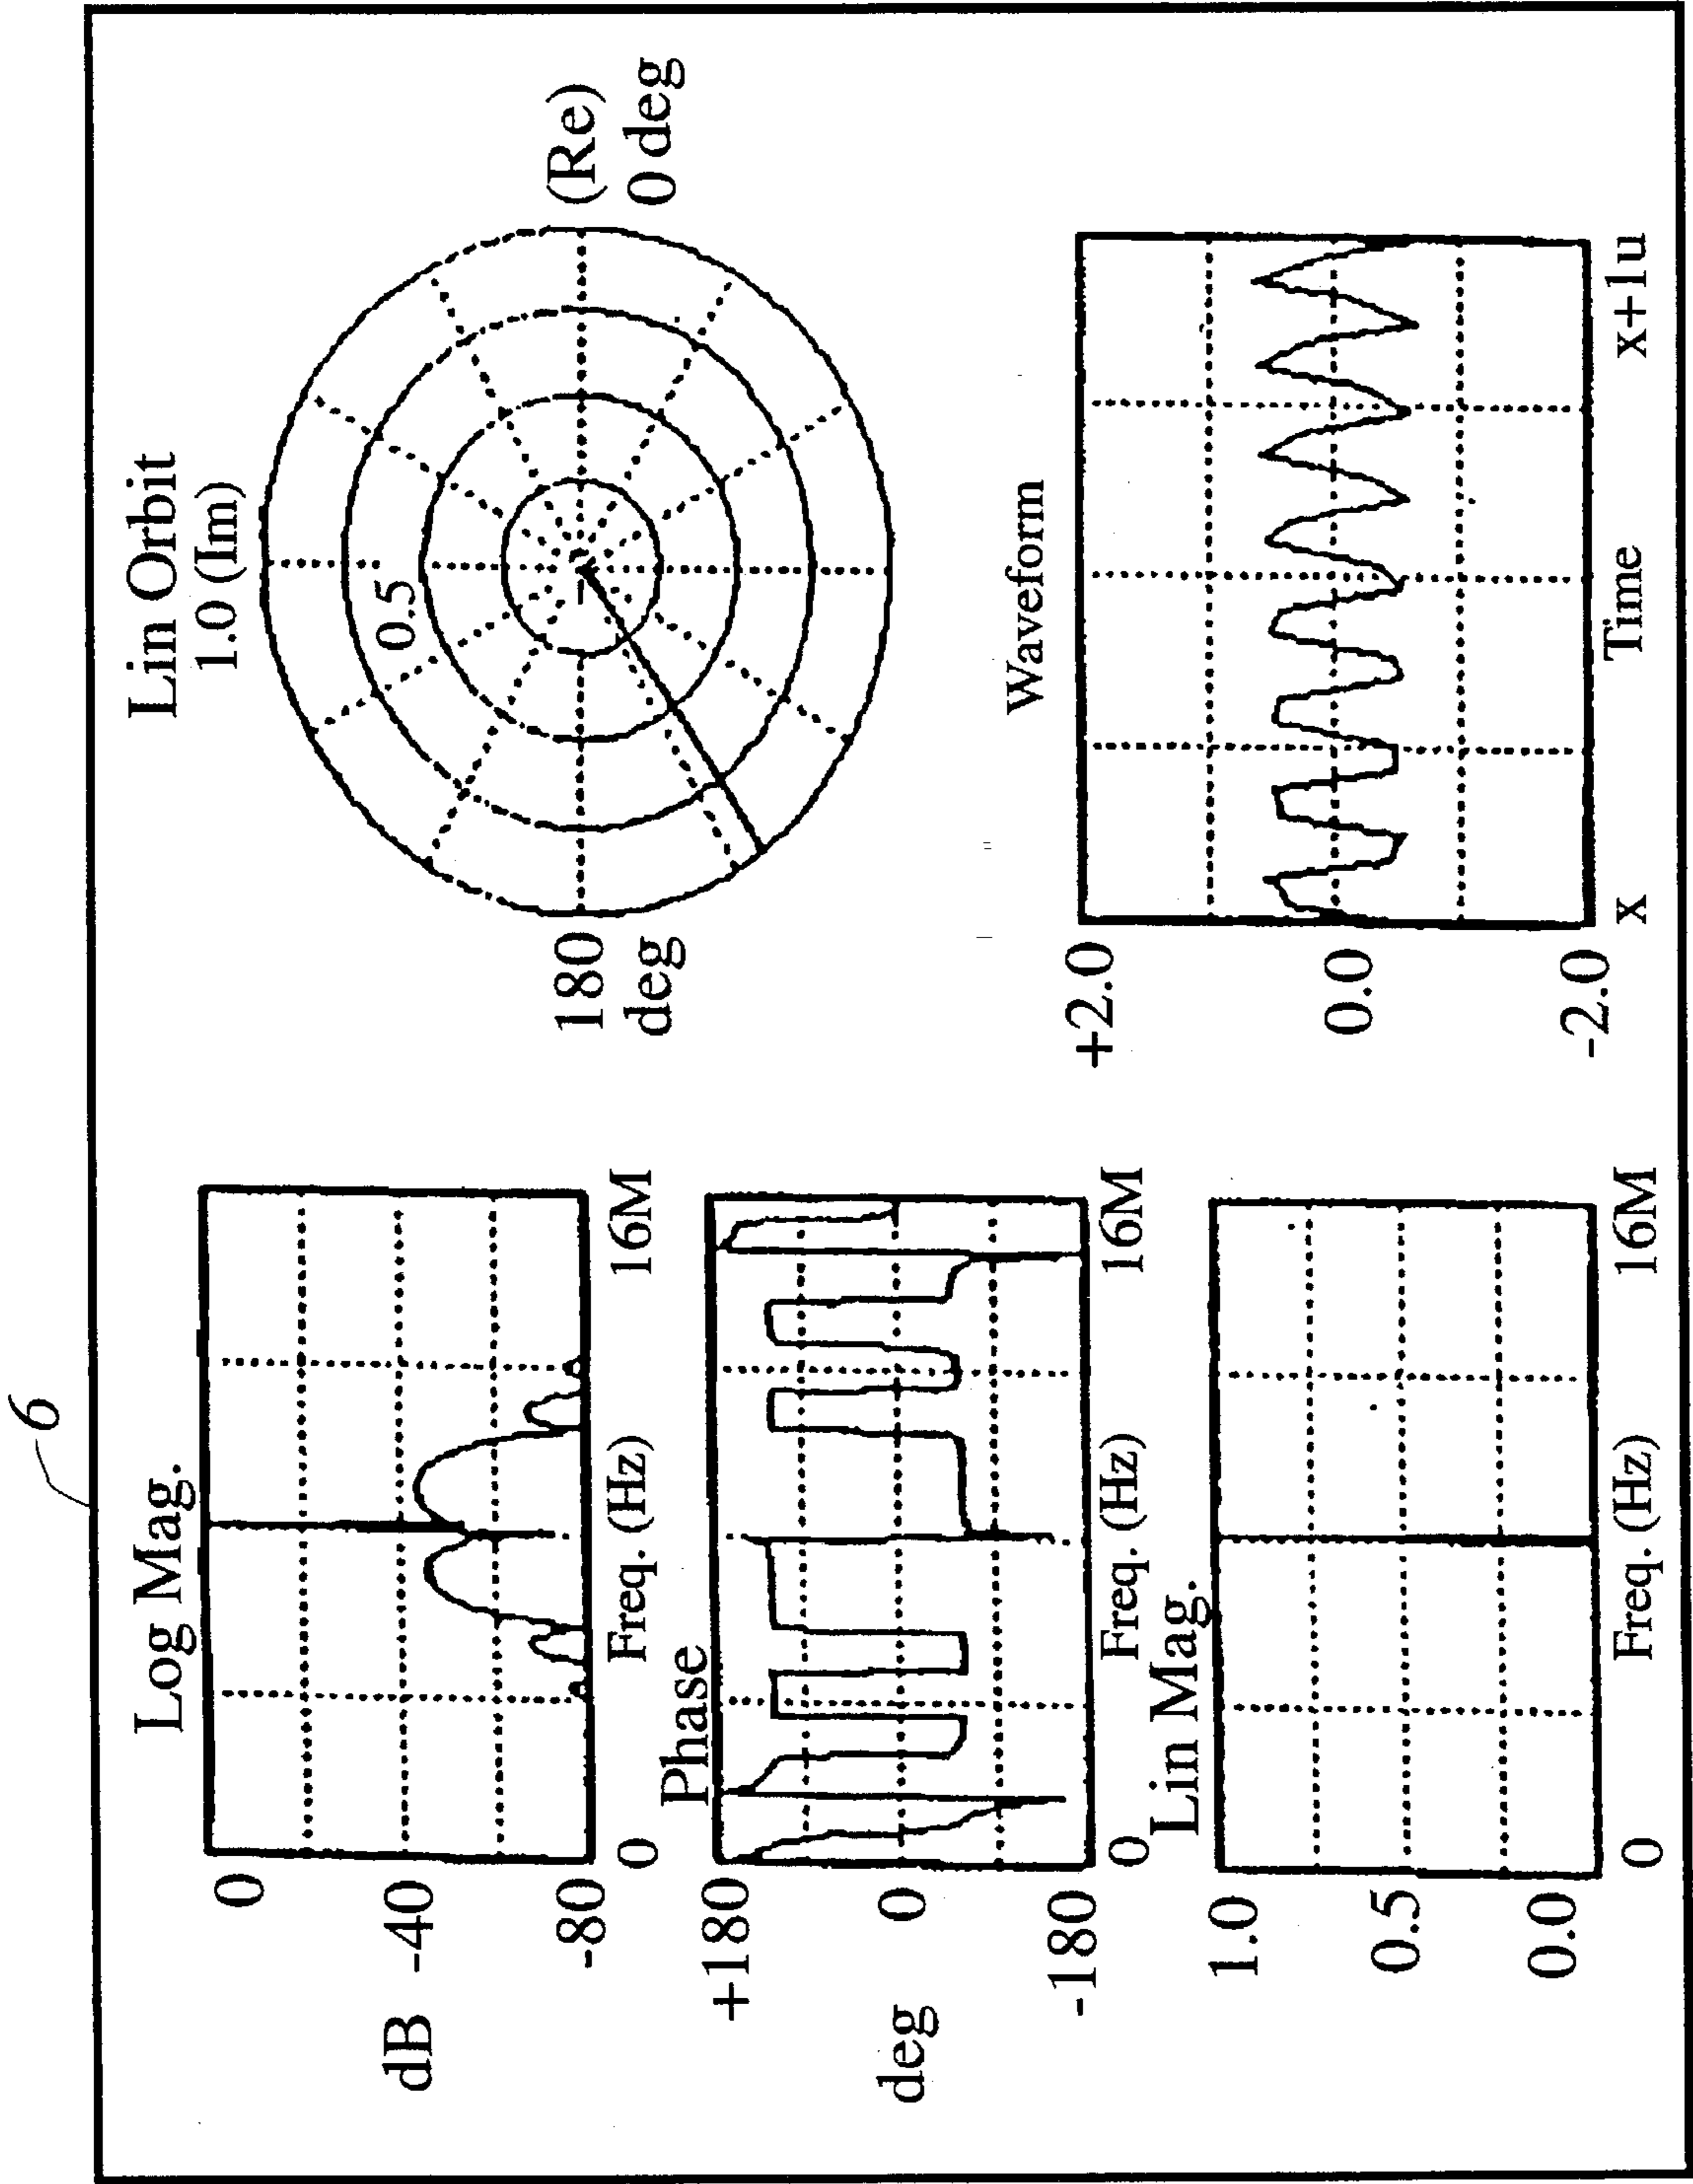 6
Log Mag.
0
dB -40
-80
0 Freq. (Hz) 16M
Phase
+180
deg 0
-180
0 Freq. (Hz) 16M
Lin Mag.
1.0
0.5
0.0
0 Freq. (Hz) 16M
Lin Orbit
1.0 (Im)
0.5
180
deg
(Re)
0 deg
Waveform
+2.0
0.0
-2.0
x Time x+1u